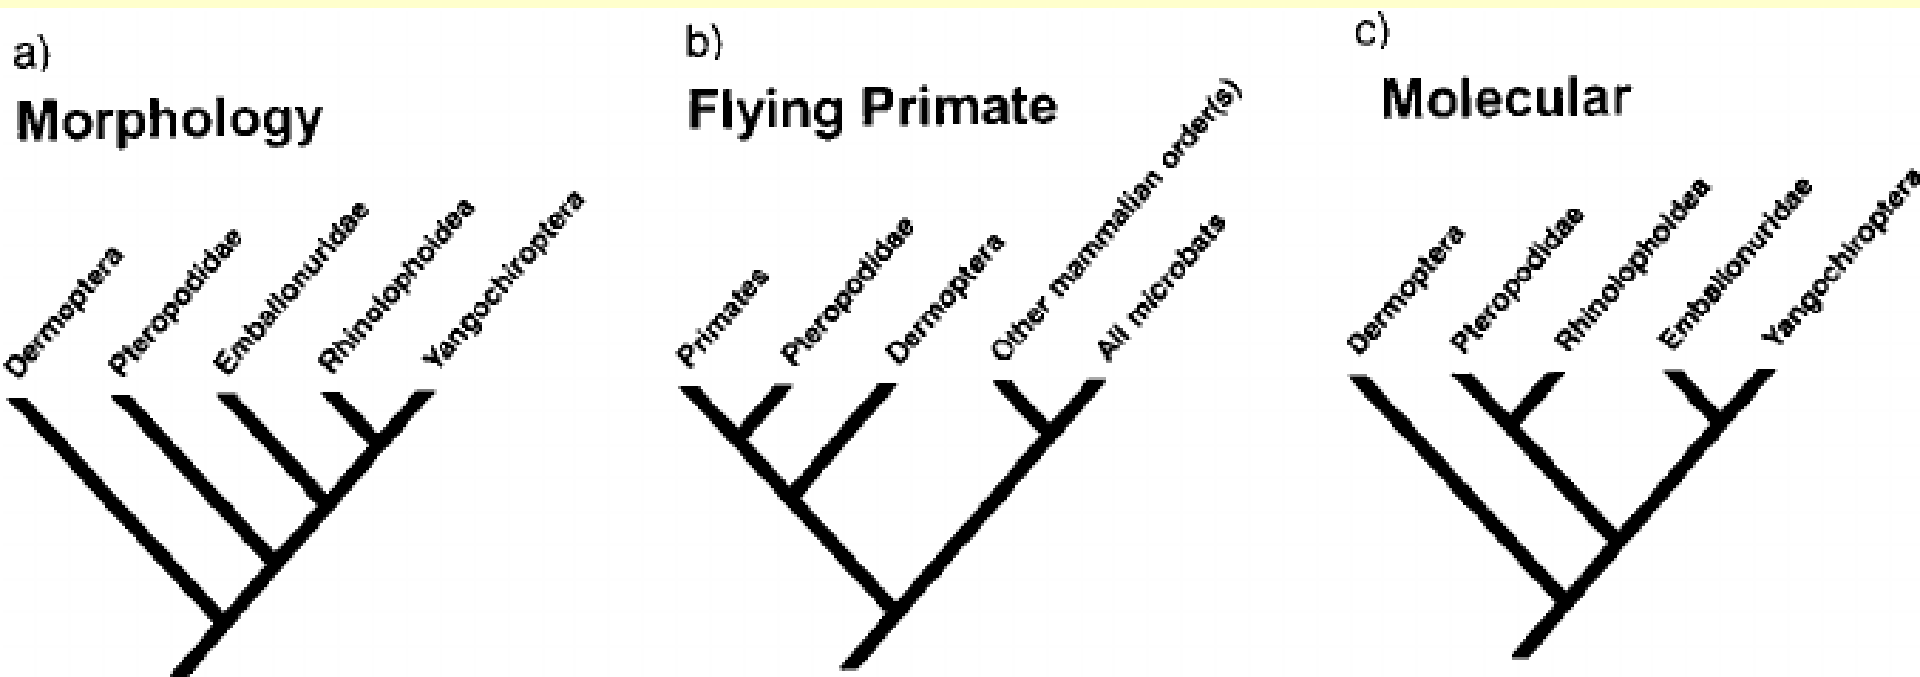 a)
Morphology
Dermoptera
Pteropodidae
Emballonuridae
Rhinolophoidea
Yangochiroptera
b)
Flying Primate
Primates
Pteropodidae
Dermoptera
Other mammalian order(s)
All microbats
c)
Molecular
Dermoptera
Pteropodidae
Rhinolophoidea
Emballonuridae
Yangochiroptera